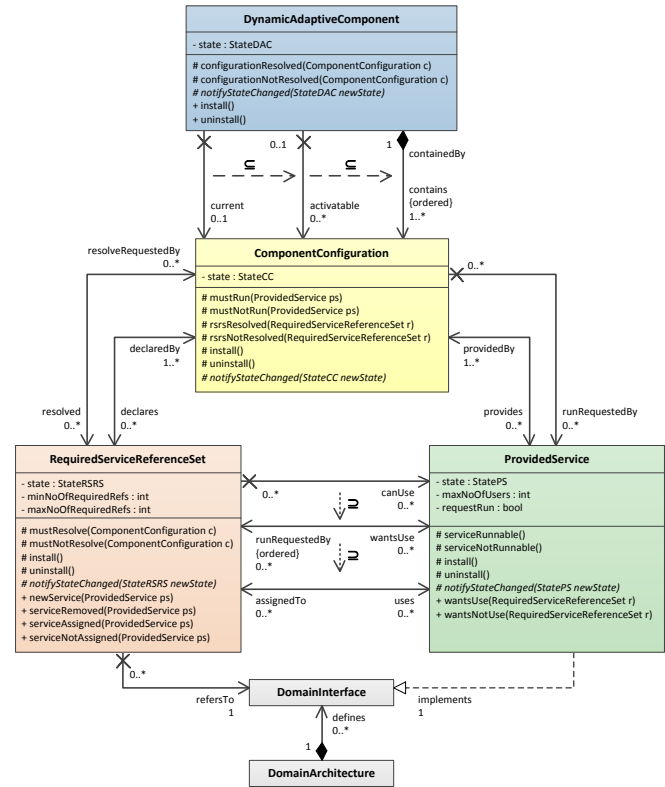 DynamicAdaptiveComponent
- state : StateDAC
# configurationResolved(ComponentConfiguration c)
# configurationNotResolved(ComponentConfiguration c)
# notifyStateChanged(StateDAC newState)
+ install()
+ uninstall()
0..1
1
containedBy
⊆
⊆
current
0..1
activatable
0..*
contains
{ordered}
1..*
resolveRequestedBy
0..*
ComponentConfiguration
- state : StateCC
# mustRun(ProvidedService ps)
# mustNotRun(ProvidedService ps)
# rsrsResolved(RequiredServiceReferenceSet r)
# rsrsNotResolved(RequiredServiceReferenceSet r)
# install()
# uninstall()
# notifyStateChanged(StateCC newState)
0..*
declaredBy
1..*
providedBy
1..*
resolved
0..*
declares
0..*
provides
0..*
runRequestedBy
0..*
RequiredServiceReferenceSet
- state : StateRSRS
- minNoOfRequiredRefs : int
- maxNoOfRequiredRefs : int
# mustResolve(ComponentConfiguration c)
# mustNotResolve(ComponentConfiguration c)
# install()
# uninstall()
# notifyStateChanged(StateRSRS newState)
+ newService(ProvidedService ps)
+ serviceRemoved(ProvidedService ps)
+ serviceAssigned(ProvidedService ps)
+ serviceNotAssigned(ProvidedService ps)
0..*
canUse
0..*
⊇
runRequestedBy
{ordered}
0..*
wantsUse
0..*
⊇
assignedTo
0..*
uses
0..*
ProvidedService
- state : StatePS
- maxNoOfUsers : int
- requestRun : bool
# serviceRunnable()
# serviceNotRunnable()
# install()
# uninstall()
# notifyStateChanged(StatePS newState)
+ wantsUse(RequiredServiceReferenceSet r)
+ wantsNotUse(RequiredServiceReferenceSet r)
0..*
refersTo
1
DomainInterface
implements
1
defines
0..*
1
DomainArchitecture